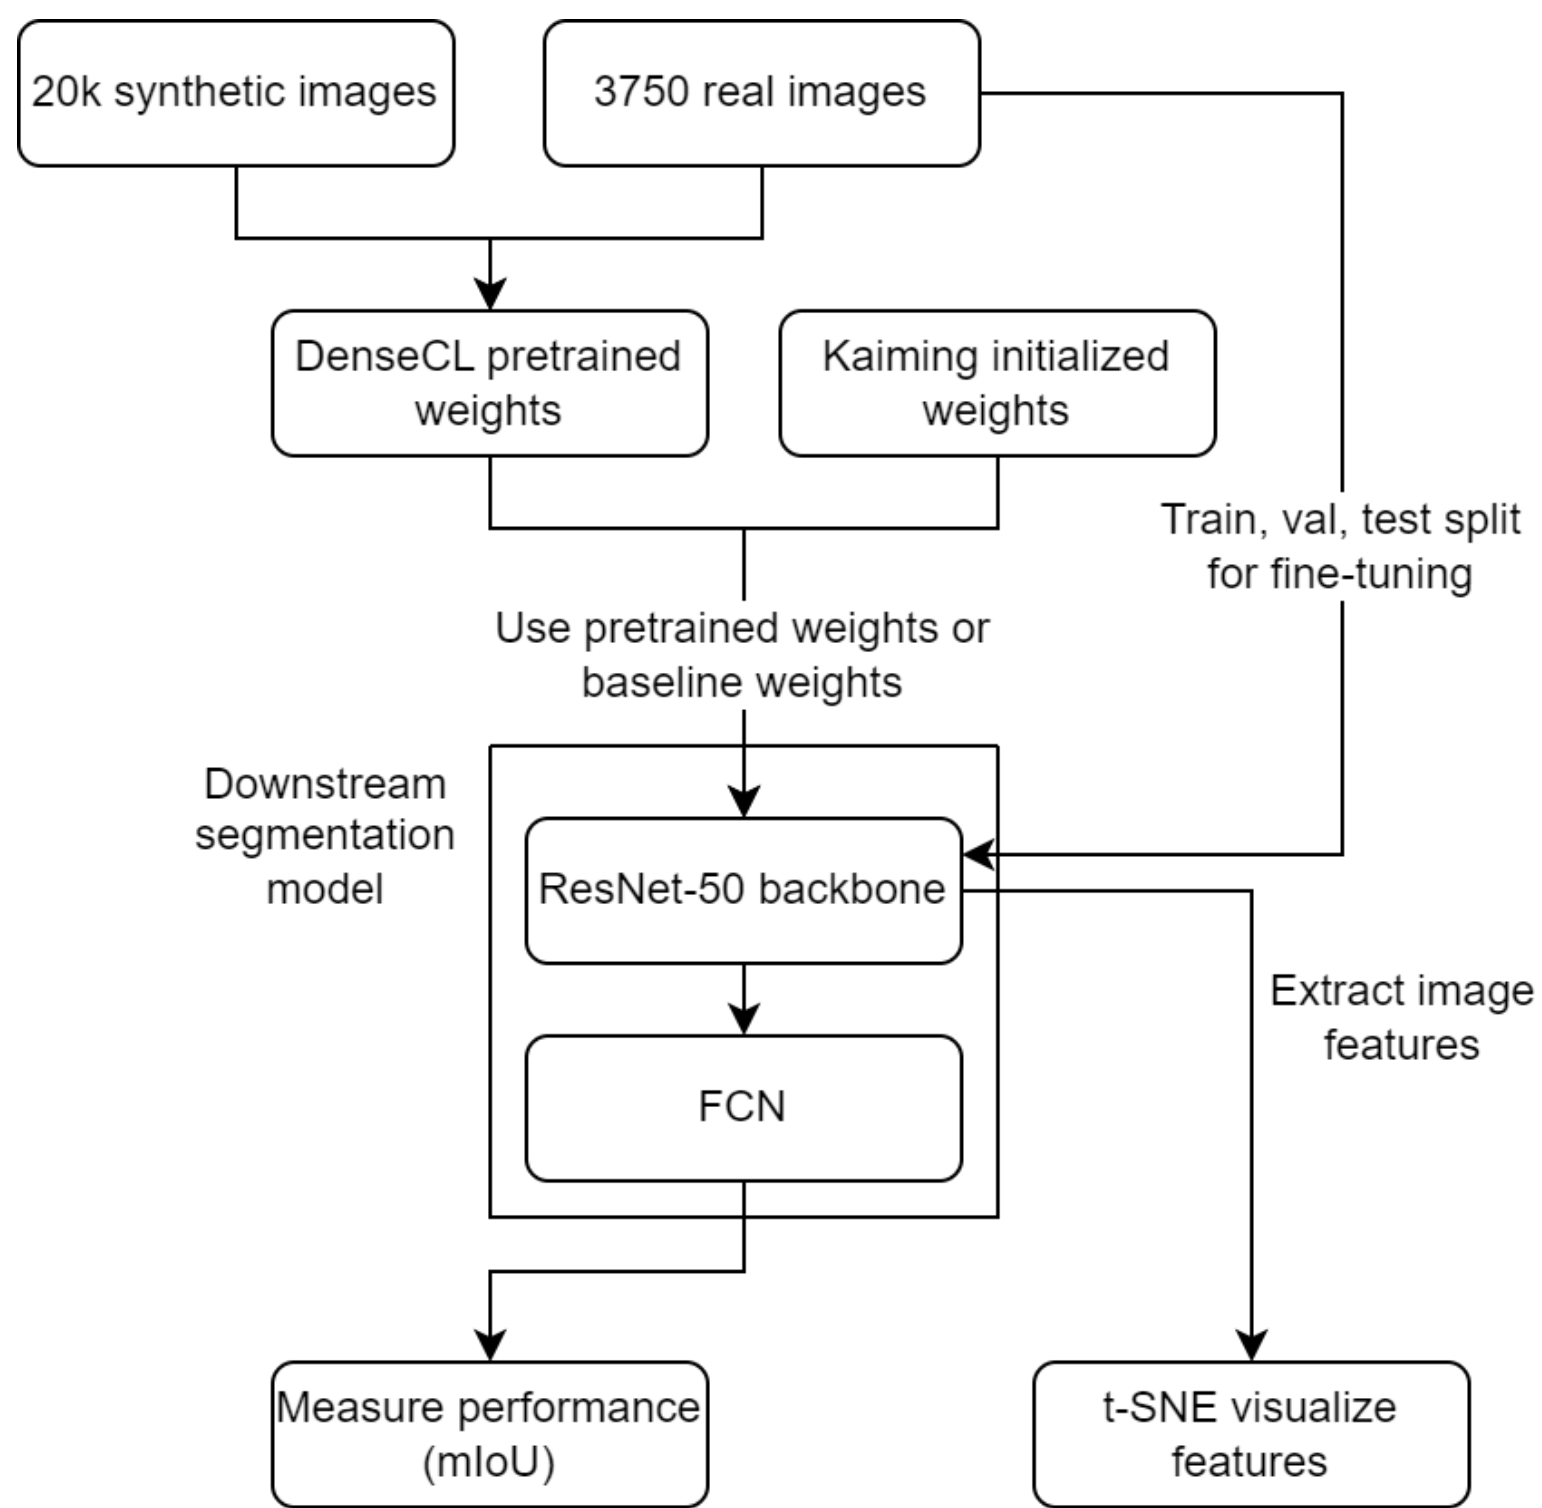 20k synthetic images
3750 real images
DenseCL pretrained
weights
Kaiming initialized
weights
Train, val, test split
for fine-tuning
Use pretrained weights or
baseline weights
Downstream
segmentation
model
ResNet-50 backbone
Extract image
features
FCN
Measure performance
(mIoU)
t-SNE visualize
features